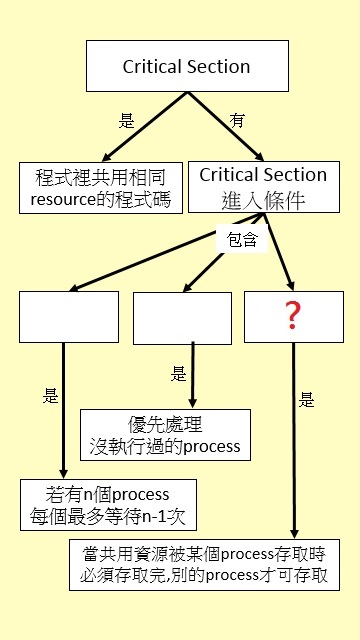 Critical Section
是
有
程式裡共用相同
resource的程式碼
Critical Section
進入條件
包含
?
是
是
是
優先處理
沒執行過的process
若有n個process
每個最多等待n-1次
當共用資源被某個process存取時
必須存取完,別的process才可存取